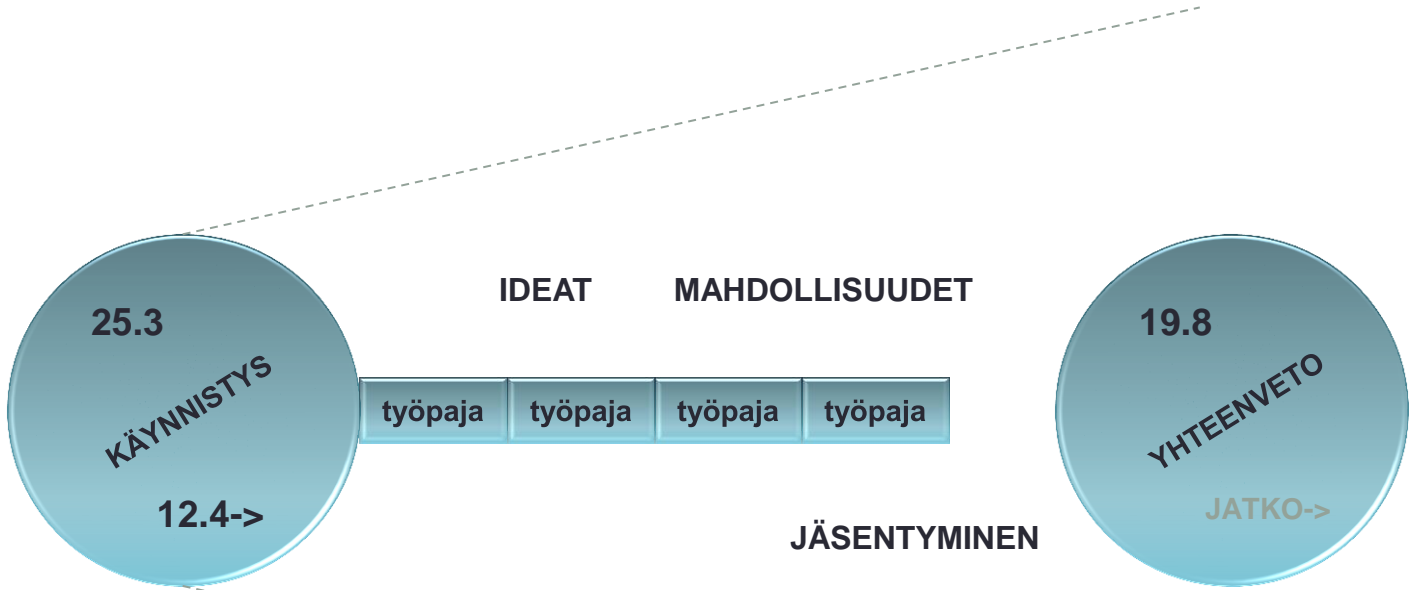 IDEAT MAHDOLLISUUDET
25.3
KÄYNNISTYS
12.4->
työpaja työpaja työpaja työpaja
JÄSENTYMINEN
19.8
YHTEENVETO
JATKO->